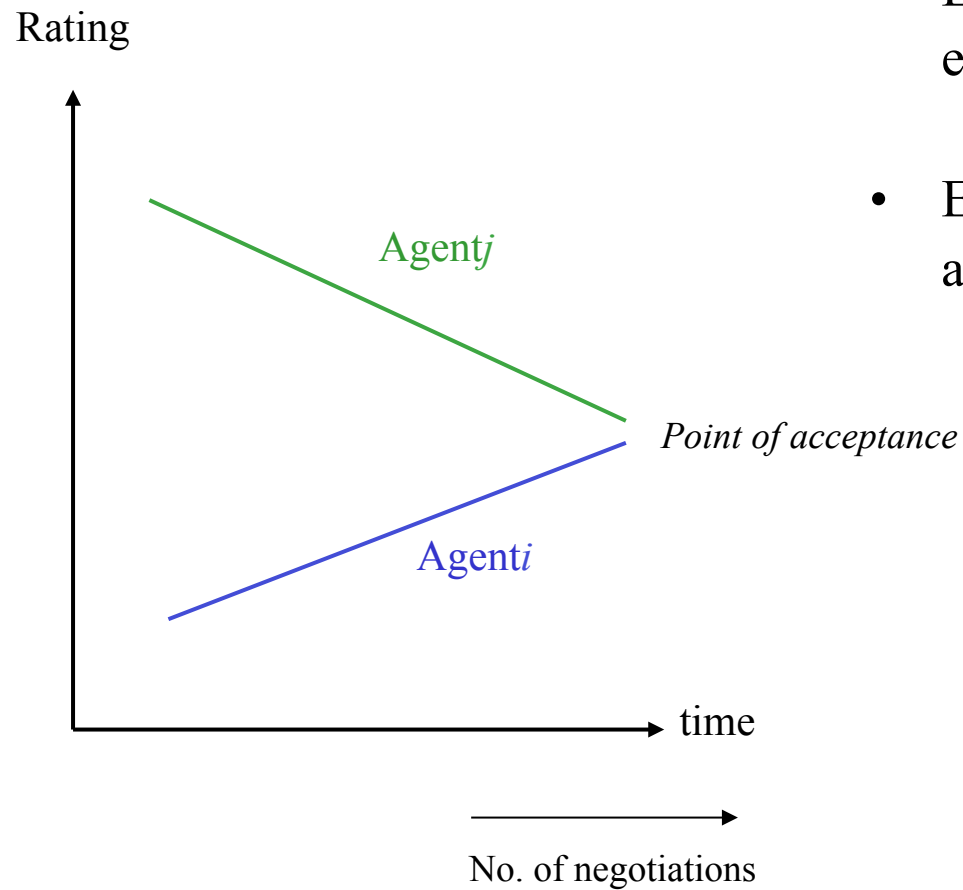 Rating
Agentj
Point of acceptance
Agenti
time
No. of negotiations
•